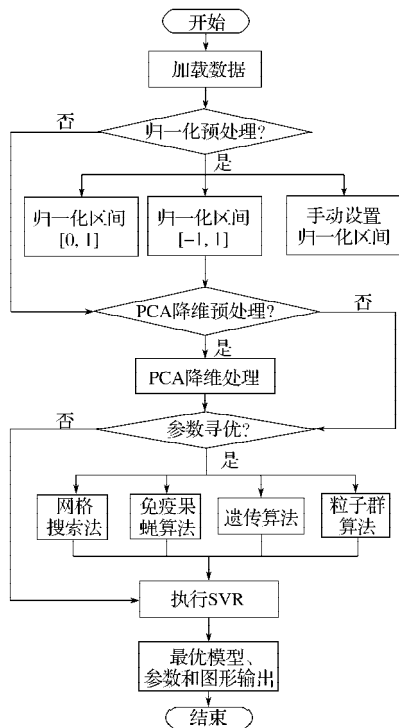 开始
加载数据
否
归一化预处理?
是
归一化区间
[0, 1]
归一化区间
[-1, 1]
手动设置
归一化区间
PCA降维预处理?
否
是
PCA降维处理
否
参数寻优?
是
网格
搜索法
免疫果
蝇算法
遗传算法
粒子群
算法
执行SVR
最优模型、
参数和图形输出
结束